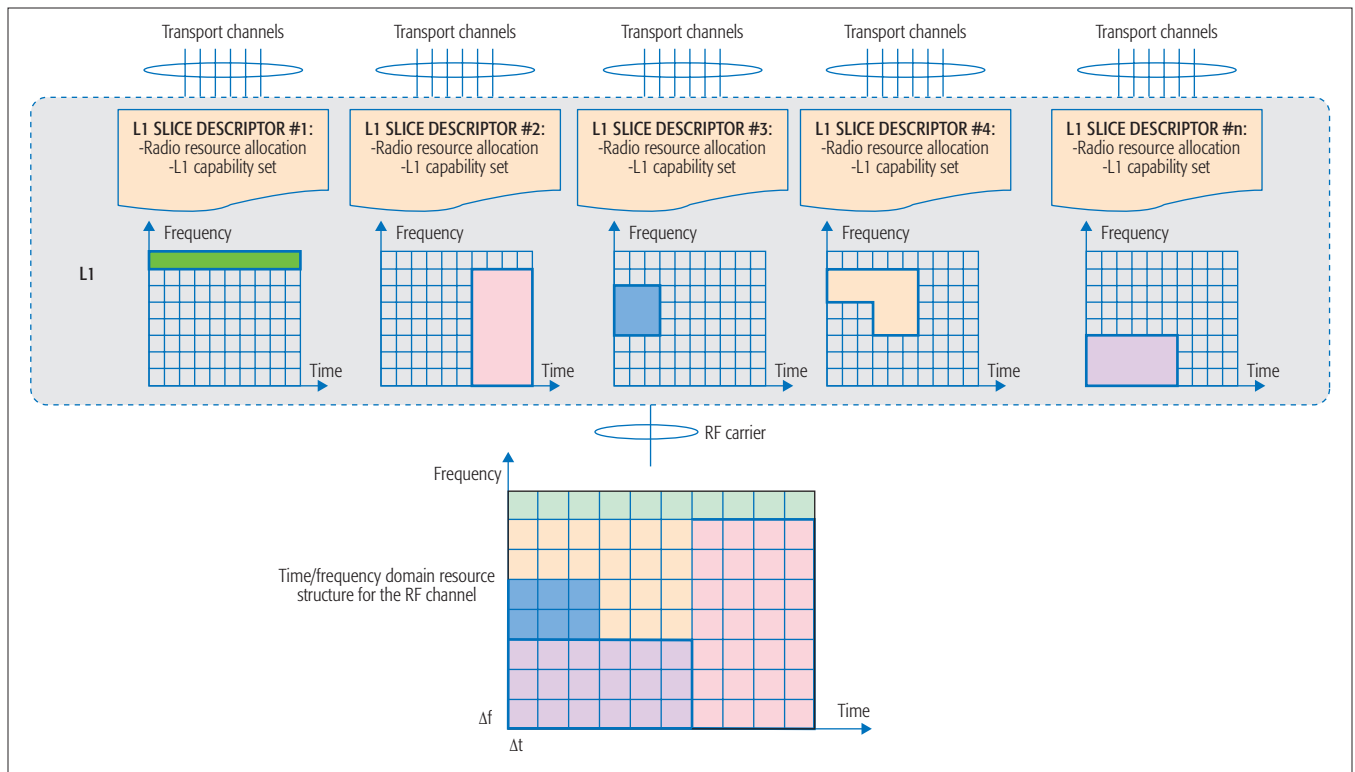 Transport channels
Transport channels
Transport channels
Transport channels
Transport channels
L1 SLICE DESCRIPTOR #1:
-Radio resource allocation
-L1 capability set
L1 SLICE DESCRIPTOR #2:
-Radio resource allocation
-L1 capability set
L1 SLICE DESCRIPTOR #3:
-Radio resource allocation
-L1 capability set
L1 SLICE DESCRIPTOR #4:
-Radio resource allocation
-L1 capability set
L1 SLICE DESCRIPTOR #n:
-Radio resource allocation
-L1 capability set
L1
Frequency
Time
Frequency
Time
Frequency
Time
Frequency
Time
Frequency
Time
RF carrier
Frequency
Time/frequency domain resource
structure for the RF channel
Δf
Δt
Time